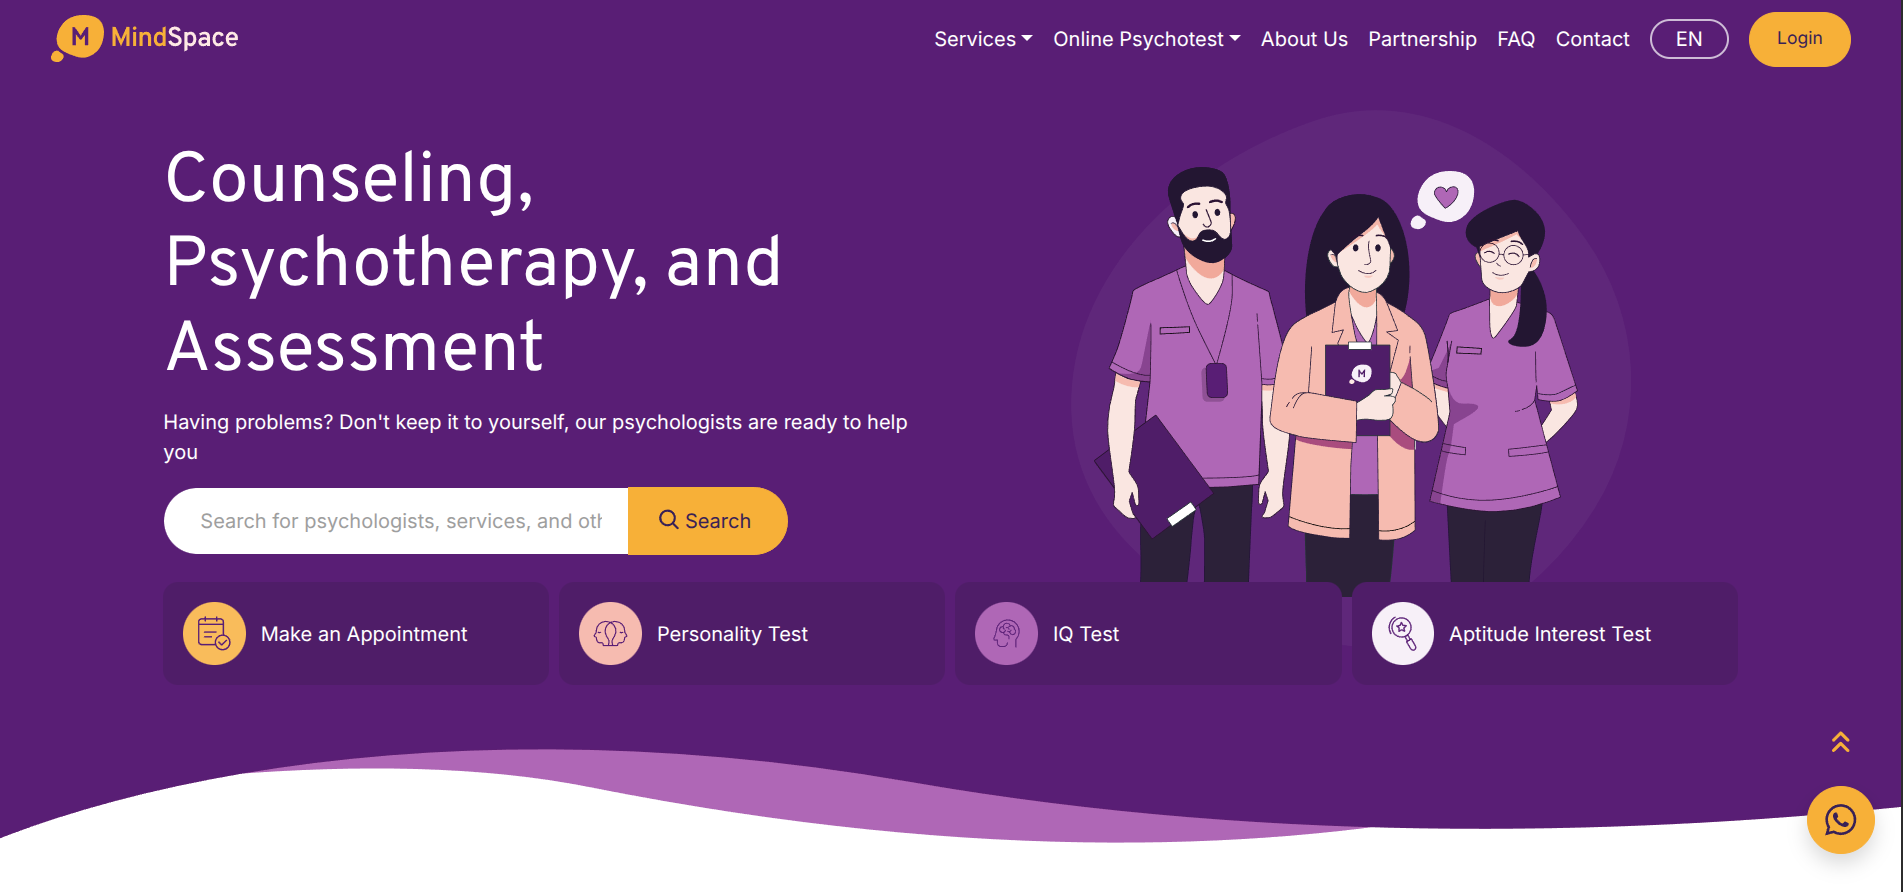 M MindSpace
Services Online Psychotest About Us Partnership FAQ Contact EN Login
Counseling,
Psychotherapy, and
Assessment
Having problems? Don't keep it to yourself, our psychologists are ready to help
you
Search for psychologists, services, and oth
Search
M
Make an Appointment
Personality Test
IQ Test
Aptitude Interest Test